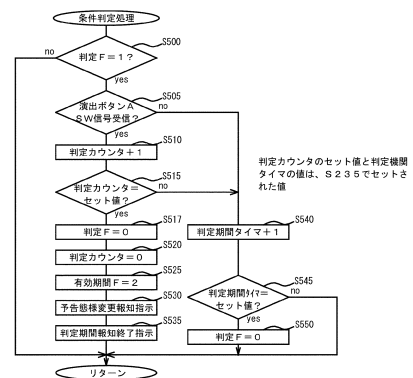 条件判定処理
S500
判定F＝1？
no
yes
S505
演出ボタンA
SW信号受信？
no
yes
S510
判定カウンタ＋1
S515
判定カウンタ＝
セット値？
no
yes
S517
判定F＝0
S520
判定カウンタ＝0
S525
有効期間F＝2
S530
予告態様変更報知指示
S535
判定期間報知終了指示
リターン
判定カウンタのセット値と判定機関
タイマの値は、S235でセットさ
れた値
S540
判定期間タイマ＋1
S545
判定期間ﾀｲﾏ＝
セット値？
no
yes
S550
判定F＝0